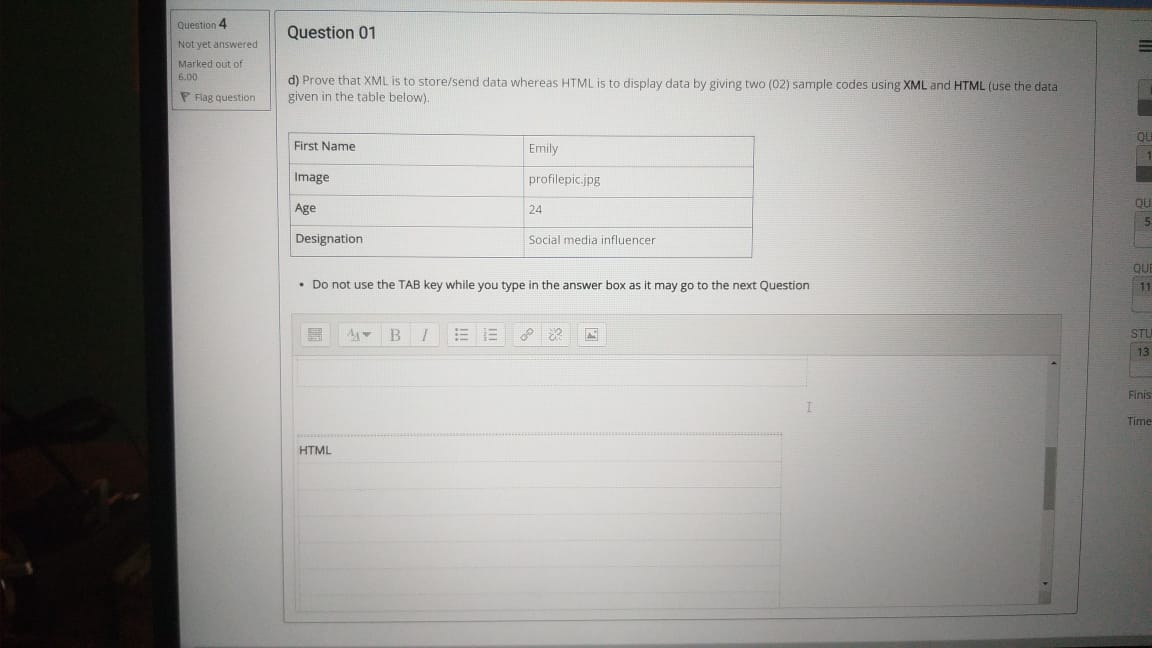 Question 4
Not yet answered
Marked out of
6.00
Flag question
Question 01
d) Prove that XML is to store/send data whereas HTML is to display data by giving two (02) sample codes using XML and HTML (use the data
given in the table below).
First Name
Emily
Image
profilepic.jpg
Age
24
Designation
Social media influencer
• Do not use the TAB key while you type in the answer box as it may go to the next Question
B I
HTML
QU
1
QU
5
QUE
11
STU
13
Finis
Time